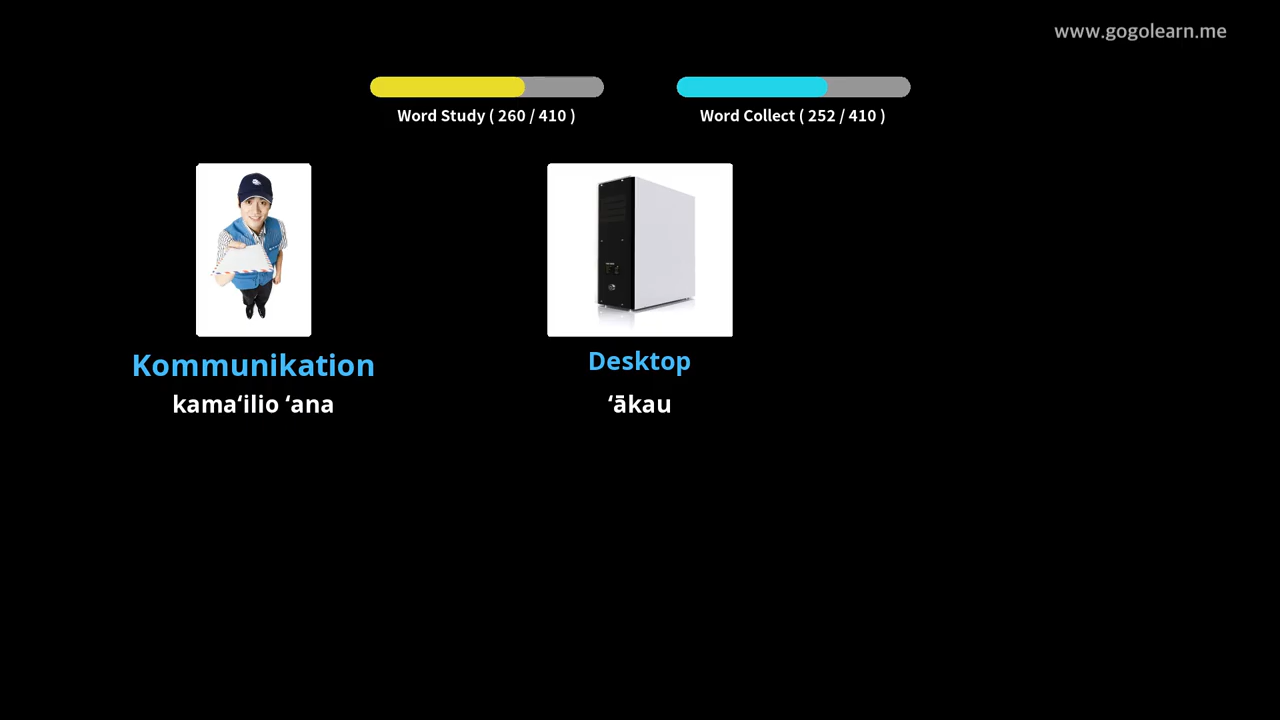 www.gogolearn.me
Word Study ( 260 / 410 )
Word Collect ( 252 / 410 )
Kommunikation
kamaʻilio ʻana
Desktop
ʻākau